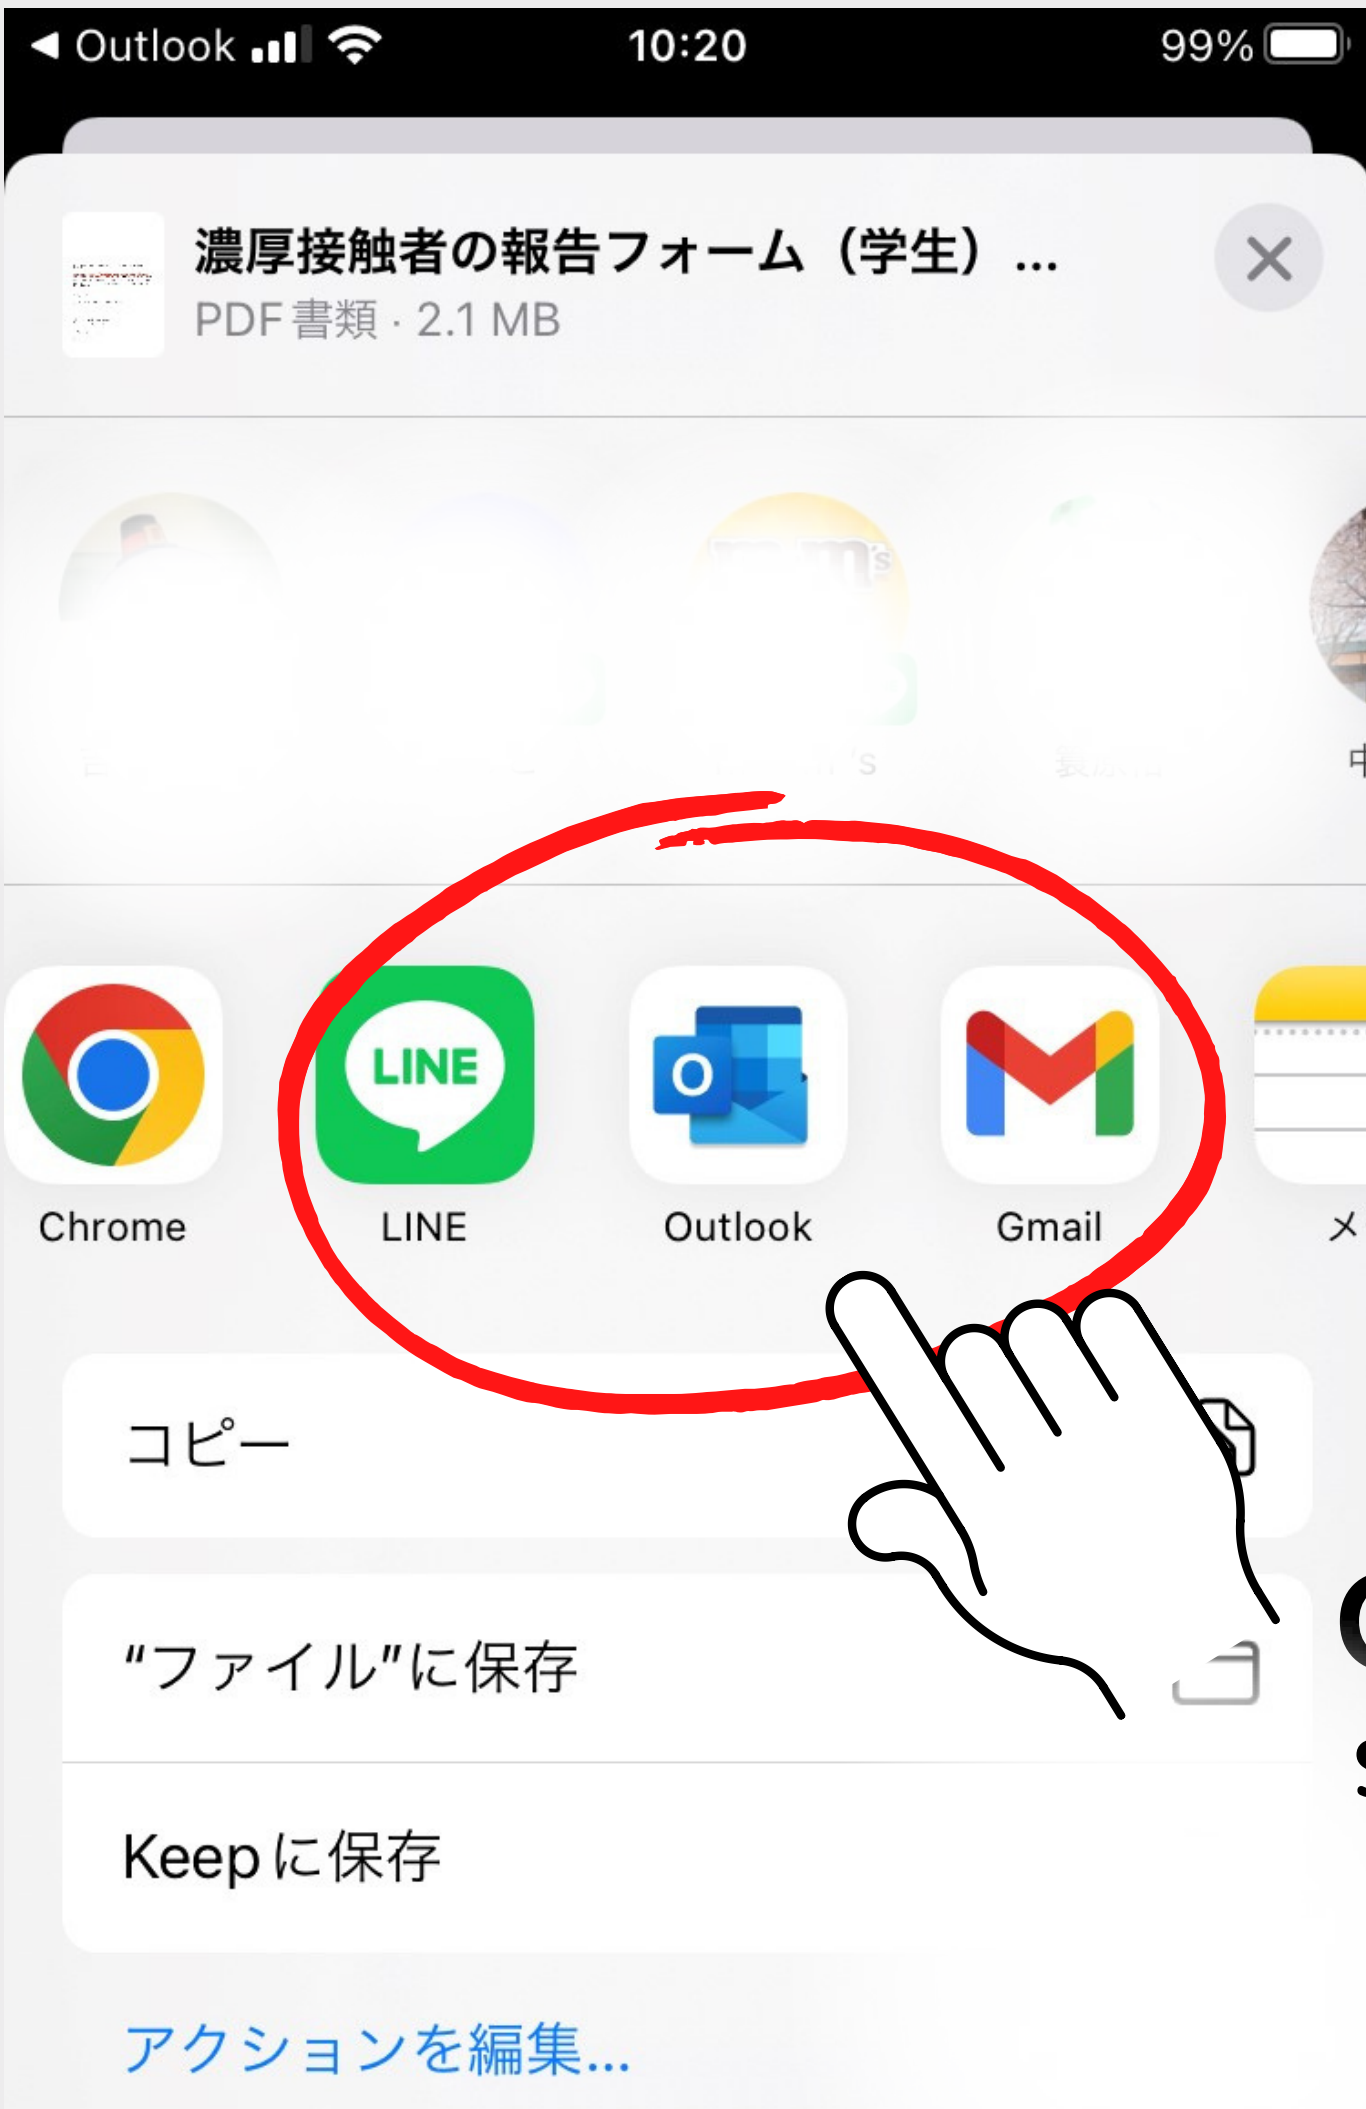 ◀ Outlook 10:20 99%
濃厚接触者の報告フォーム（学生）...
PDF書類 · 2.1 MB
's
's
中
LINE
O
Chrome LINE Outlook Gmail メ
コピー
“ファイル”に保存
Keepに保存
アクションを編集...